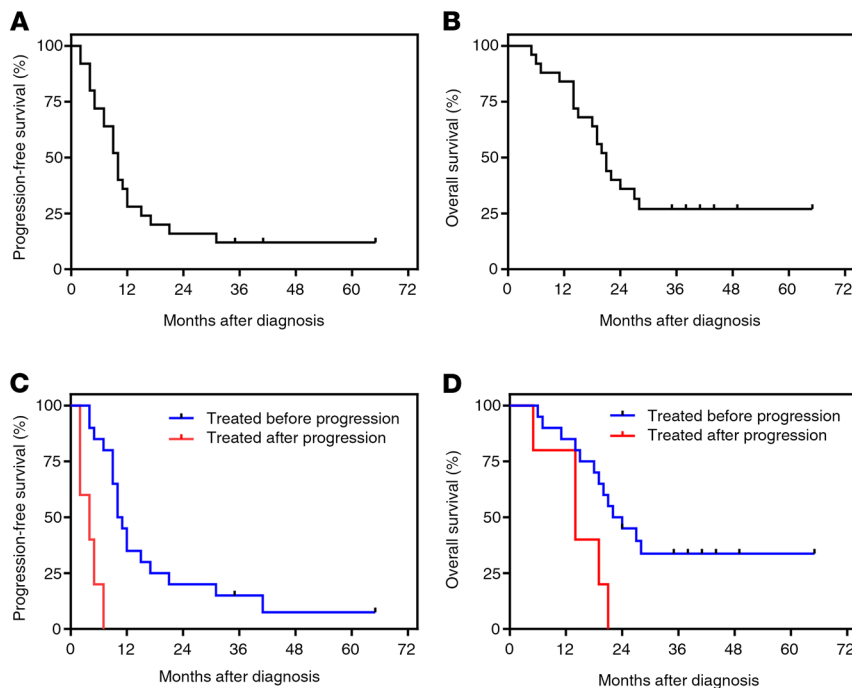 A
Progression-free survival (%)
100
75
50
25
0
0 12 24 36 48 60 72
Months after diagnosis
B
Overall survival (%)
100
75
50
25
0
0 12 24 36 48 60 72
Months after diagnosis
C
Progression-free survival (%)
100
75
50
25
0
Treated before progression
Treated after progression
0 12 24 36 48 60 72
Months after diagnosis
D
Overall survival (%)
100
75
50
25
0
Treated before progression
Treated after progression
0 12 24 36 48 60 72
Months after diagnosis